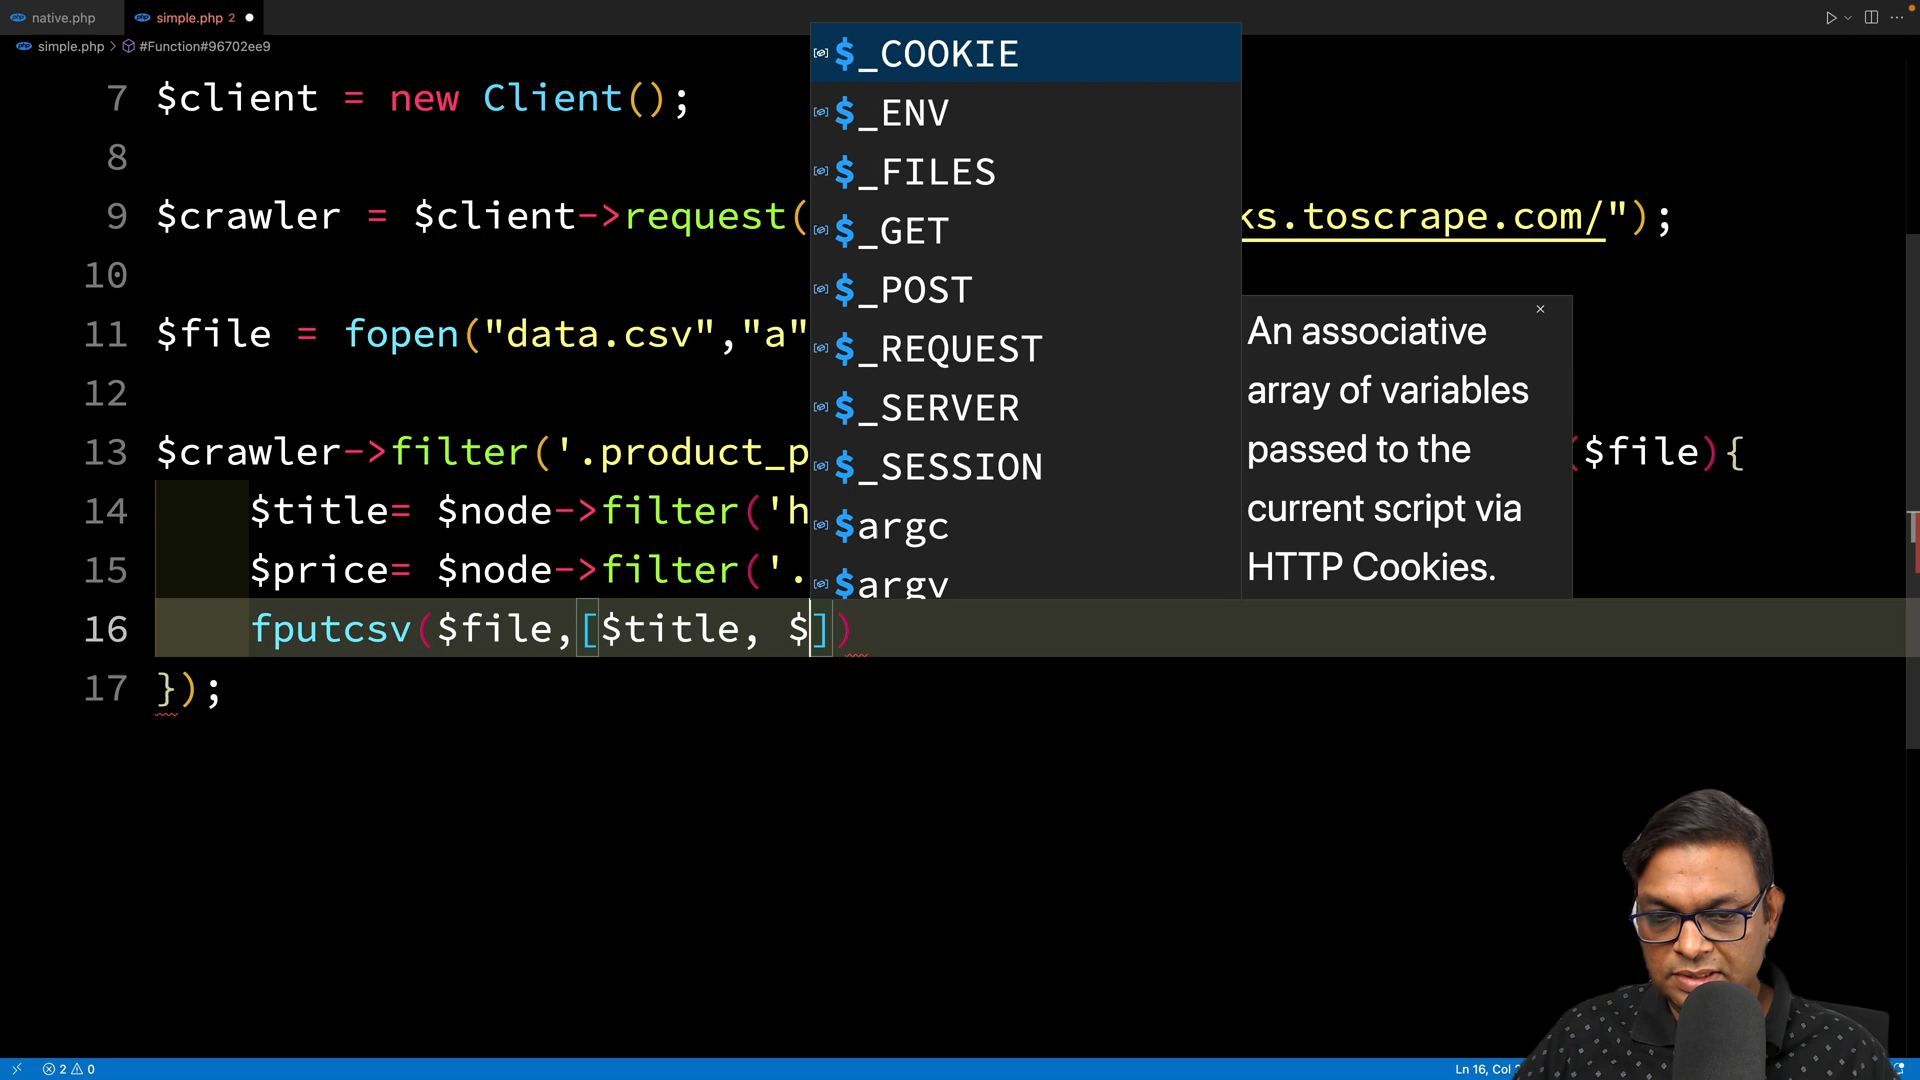 native.php
simple.php 2
simple.php > #Function#96702ee9
7 $client = new Client();
8
9 $crawler = $client->request( ks.toscrape.com/");
10
11 $file = fopen("data.csv","a"
12
13 $crawler->filter('.product_p ($file){
14 $title= $node->filter('h
15 $price= $node->filter('.
16 fputcsv($file,[$title, $])
17 });
$_COOKIE
$_ENV
$_FILES
$_GET
$_POST
$_REQUEST
$_SERVER
$_SESSION
$argc
$argv
An associative
array of variables
passed to the
current script via
HTTP Cookies.
2 0
Ln 16, Col